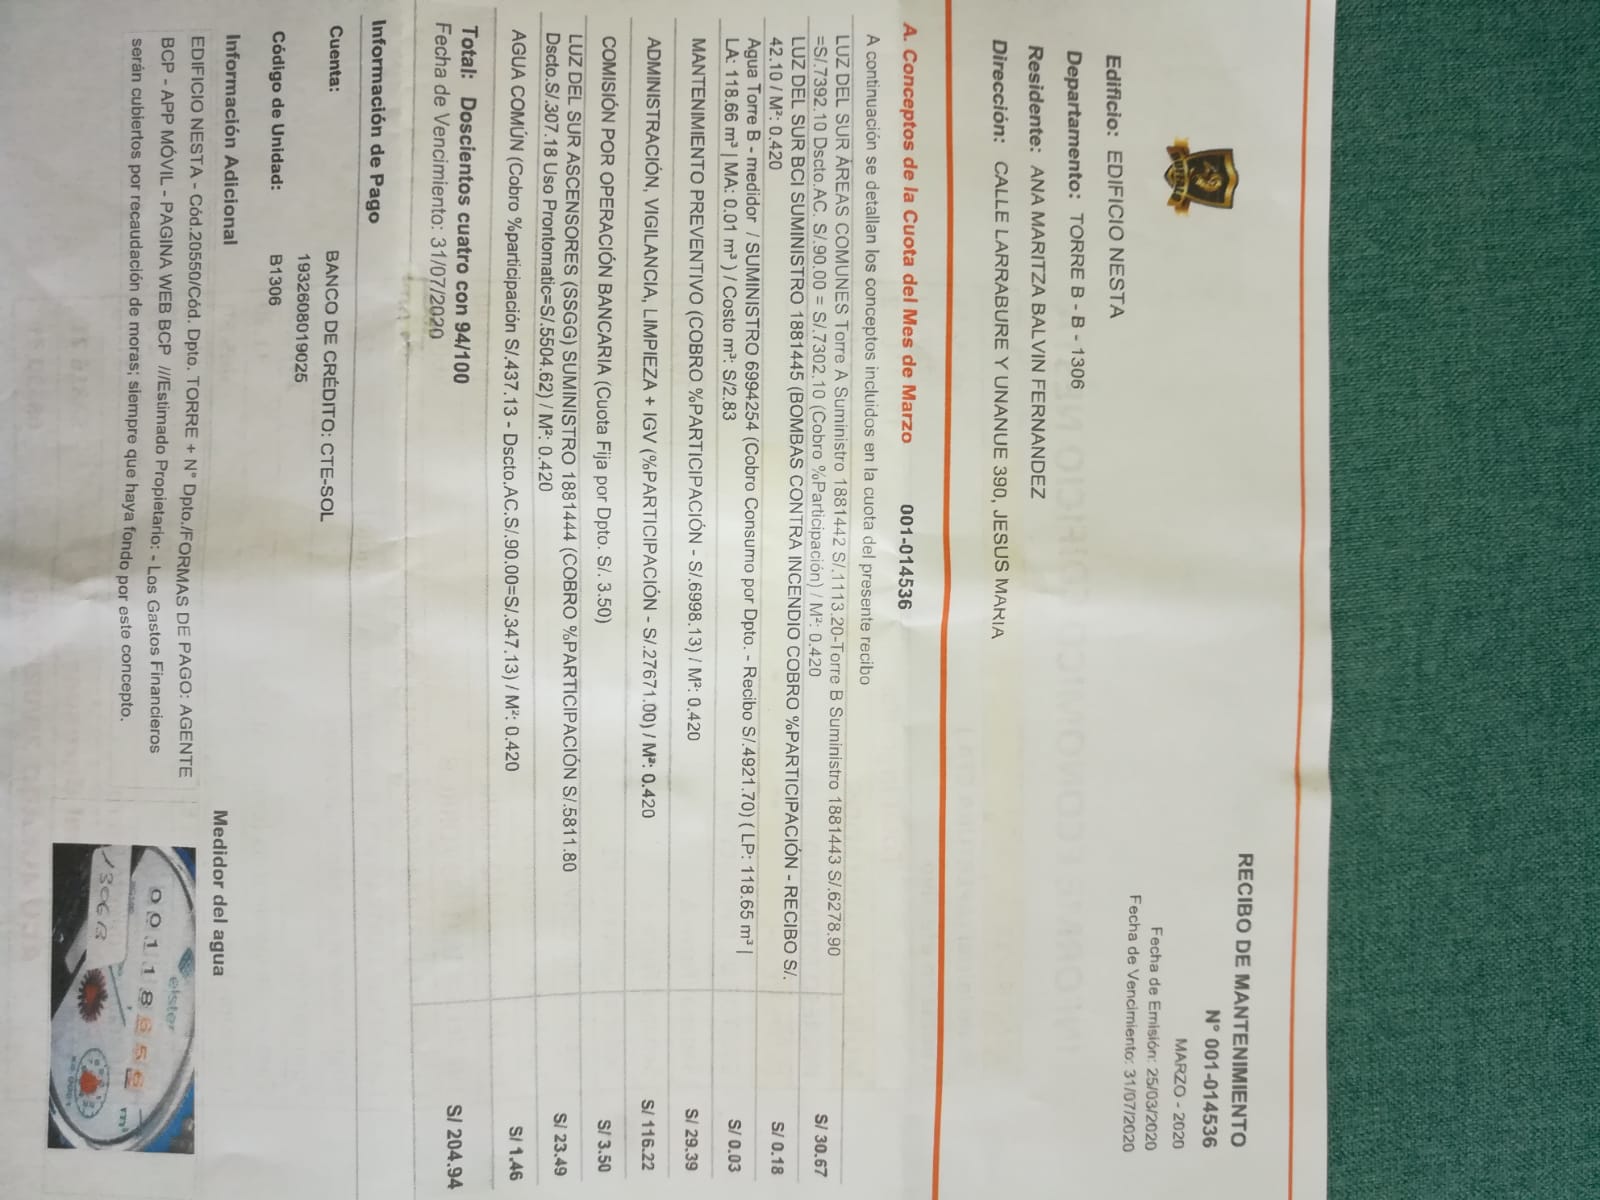 BUFFALO
RECIBO DE MANTENIMIENTO
N° 001-014536
MARZO - 2020
Fecha de Emisión: 25/03/2020
Fecha de Vencimiento: 31/07/2020
Edificio: EDIFICIO NESTA
Departamento: TORRE B - B - 1306
Residente: ANA MARITZA BALVIN FERNANDEZ
Dirección: CALLE LARRABURE Y UNANUE 390, JESUS MARIA
A. Conceptos de la Cuota del Mes de Marzo 001-014536
A continuación se detallan los conceptos incluidos en la cuota del presente recibo
LUZ DEL SUR ÁREAS COMUNES Torre A Suministro 1881442 S/.1113.20-Torre B Suministro 1881443 S/.6278.90
=S/.7392.10 Dscto.AC. S/.90.00 = S/.7302.10 (Cobro %Participación) / M²: 0.420 S/ 30.67
LUZ DEL SUR BCI SUMINISTRO 1881445 (BOMBAS CONTRA INCENDIO COBRO %PARTICIPACIÓN - RECIBO S/.
42.10 / M²: 0.420 S/ 0.18
Agua Torre B - medidor / SUMINISTRO 6994254 (Cobro Consumo por Dpto. - Recibo S/.4921.70) ( LP: 118.65 m³ |
LA: 118.66 m³ | MA: 0.01 m³ ) / Costo m³: S/2.83 S/ 0.03
MANTENIMIENTO PREVENTIVO (COBRO %PARTICIPACIÓN - S/.6998.13) / M²: 0.420 S/ 29.39
ADMINISTRACIÓN, VIGILANCIA, LIMPIEZA + IGV (%PARTICIPACIÓN - S/.27671.00) / M²: 0.420 S/ 116.22
COMISIÓN POR OPERACIÓN BANCARIA (Cuota Fija por Dpto. S/. 3.50) S/ 3.50
LUZ DEL SUR ASCENSORES (SSGG) SUMINISTRO 1881444 (COBRO %PARTICIPACIÓN S/.5811.80
Dscto.S/.307.18 Uso Prontomatic=S/.5504.62) / M²: 0.420 S/ 23.49
AGUA COMÚN (Cobro %participación S/.437.13 - Dscto.AC.S/.90.00=S/.347.13) / M²: 0.420 S/ 1.46
Total: Doscientos cuatro con 94/100 S/ 204.94
Fecha de Vencimiento: 31/07/2020
Información de Pago
Cuenta: BANCO DE CRÉDITO: CTE-SOL
1932608019025
Código de Unidad: B1306
Información Adicional
EDIFICIO NESTA - Cód.20550/Cód. Dpto. TORRE + N° Dpto./FORMAS DE PAGO: AGENTE
BCP - APP MÓVIL - PAGINA WEB BCP ///Estimado Propietario: - Los Gastos Financieros
serán cubiertos por recaudación de moras; siempre que haya fondo por este concepto.
Medidor del agua
elster
00118656
m³
1306B